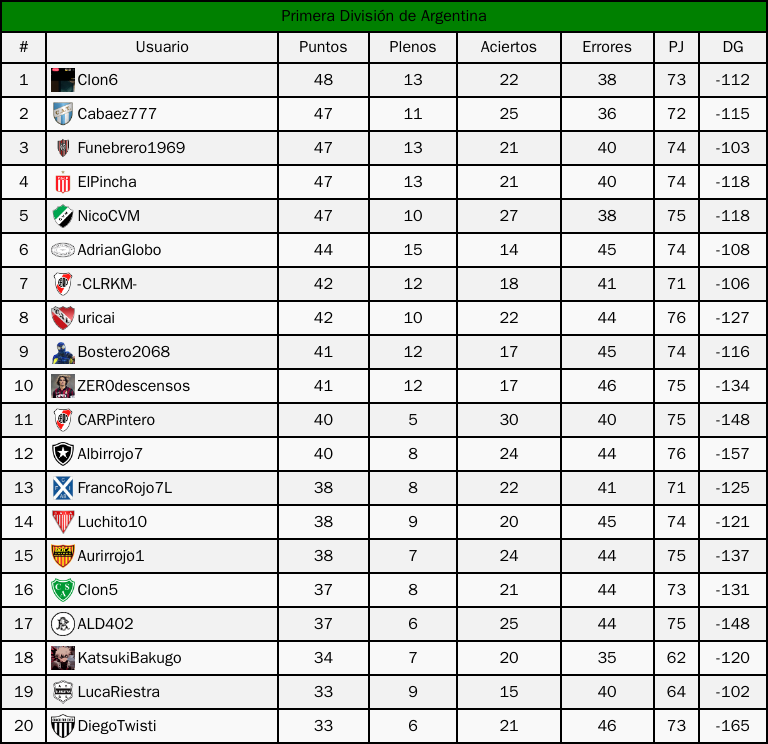 Primera División de Argentina
# Usuario Puntos Plenos Aciertos Errores PJ DG
1 Clon6 48 13 22 38 73 -112
2 Cabaez777 47 11 25 36 72 -115
3 Funebrero1969 47 13 21 40 74 -103
4 ElPincha 47 13 21 40 74 -118
5 NicoCVM 47 10 27 38 75 -118
6 AdrianGlobo 44 15 14 45 74 -108
7 -CLRKM- 42 12 18 41 71 -106
8 uricai 42 10 22 44 76 -127
9 Bostero2068 41 12 17 45 74 -116
10 ZER0descensos 41 12 17 46 75 -134
11 CARPintero 40 5 30 40 75 -148
12 Albirrojo7 40 8 24 44 76 -157
13 FrancoRojo7L 38 8 22 41 71 -125
14 Luchito10 38 9 20 45 74 -121
15 Aurirrojo1 38 7 24 44 75 -137
16 Clon5 37 8 21 44 73 -131
17 ALD402 37 6 25 44 75 -148
18 KatsukiBakugo 34 7 20 35 62 -120
19 LucaRiestra 33 9 15 40 64 -102
20 DiegoTwisti 33 6 21 46 73 -165